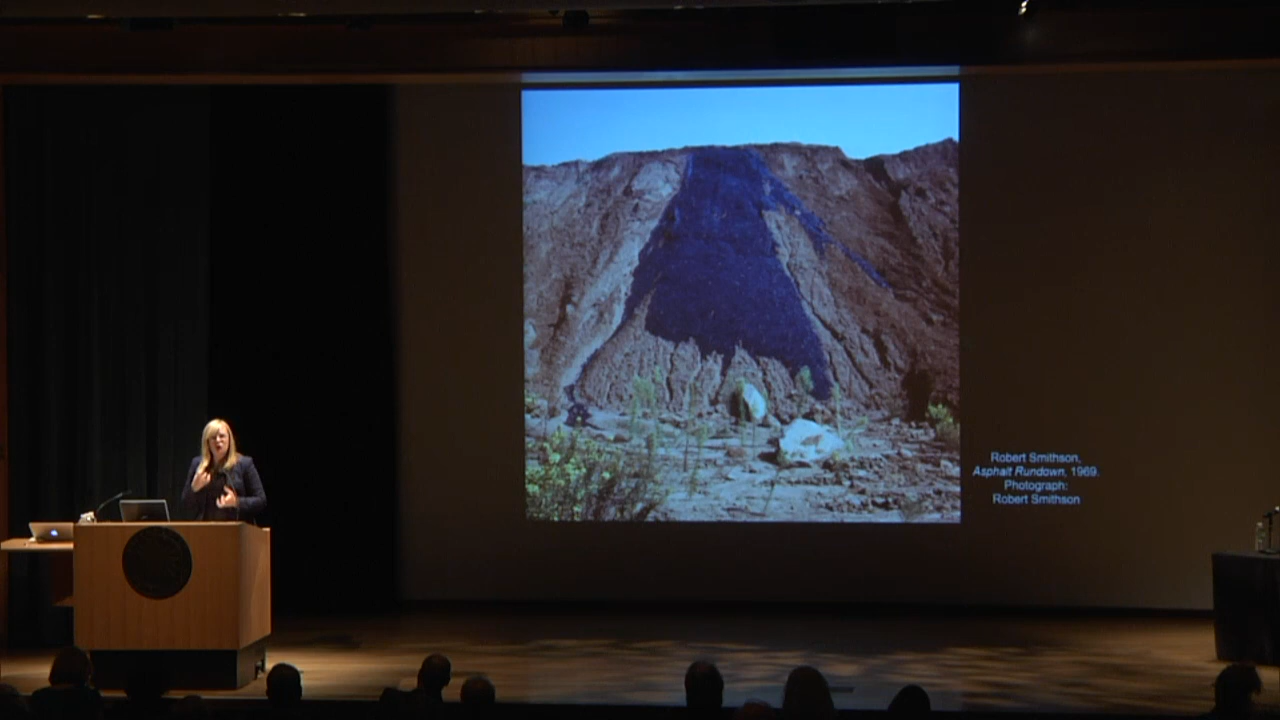 Robert Smithson,
Asphalt Rundown, 1969.
Photograph:
Robert Smithson